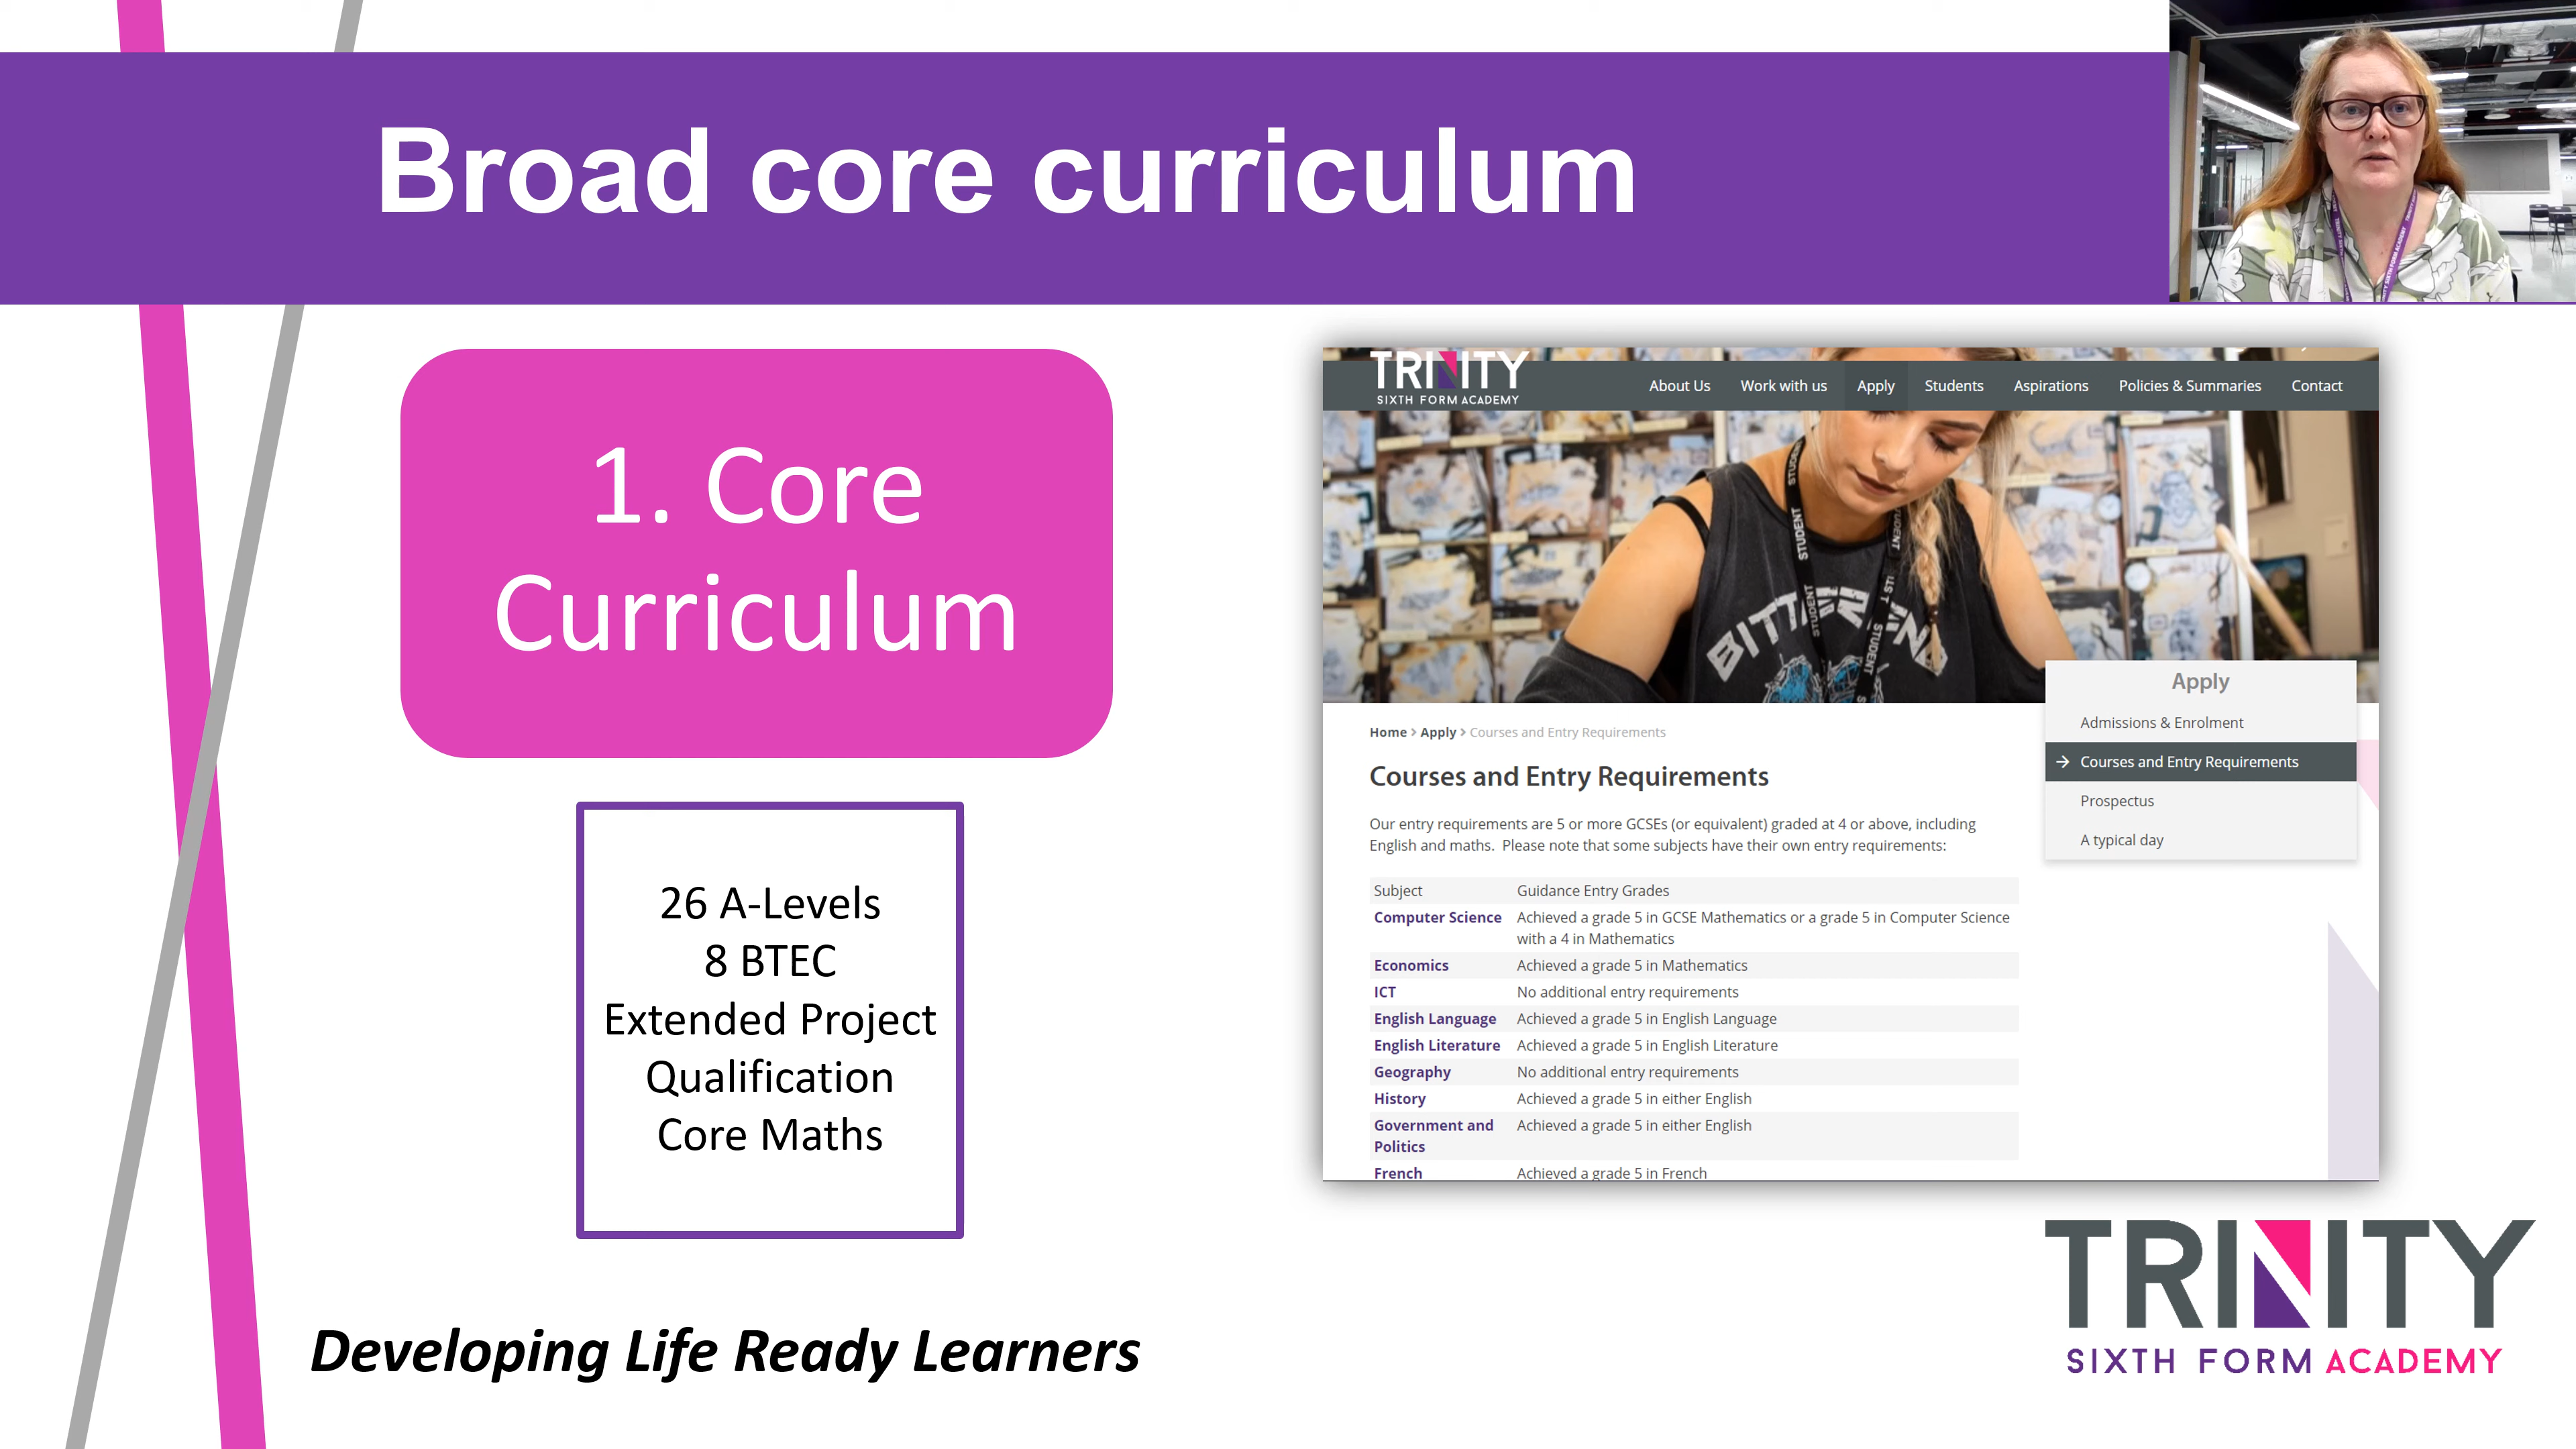 Broad core curriculum
1. Core
Curriculum
26 A-Levels
8 BTEC
Extended Project
Qualification
Core Maths
Developing Life Ready Learners
TRINITY
SIXTH FORM ACADEMY
About Us Work with us Apply Students Aspirations Policies & Summaries Contact
STUDENT
STUDENT
STUDENT
STUDENT
Apply
Admissions & Enrolment
→ Courses and Entry Requirements
Prospectus
A typical day
Home > Apply > Courses and Entry Requirements
Courses and Entry Requirements
Our entry requirements are 5 or more GCSEs (or equivalent) graded at 4 or above, including
English and maths. Please note that some subjects have their own entry requirements:
Subject Guidance Entry Grades
Computer Science Achieved a grade 5 in GCSE Mathematics or a grade 5 in Computer Science
with a 4 in Mathematics
Economics Achieved a grade 5 in Mathematics
ICT No additional entry requirements
English Language Achieved a grade 5 in English Language
English Literature Achieved a grade 5 in English Literature
Geography No additional entry requirements
History Achieved a grade 5 in either English
Government and Achieved a grade 5 in either English
Politics
French Achieved a grade 5 in French
TRINITY
SIXTH FORM ACADEMY